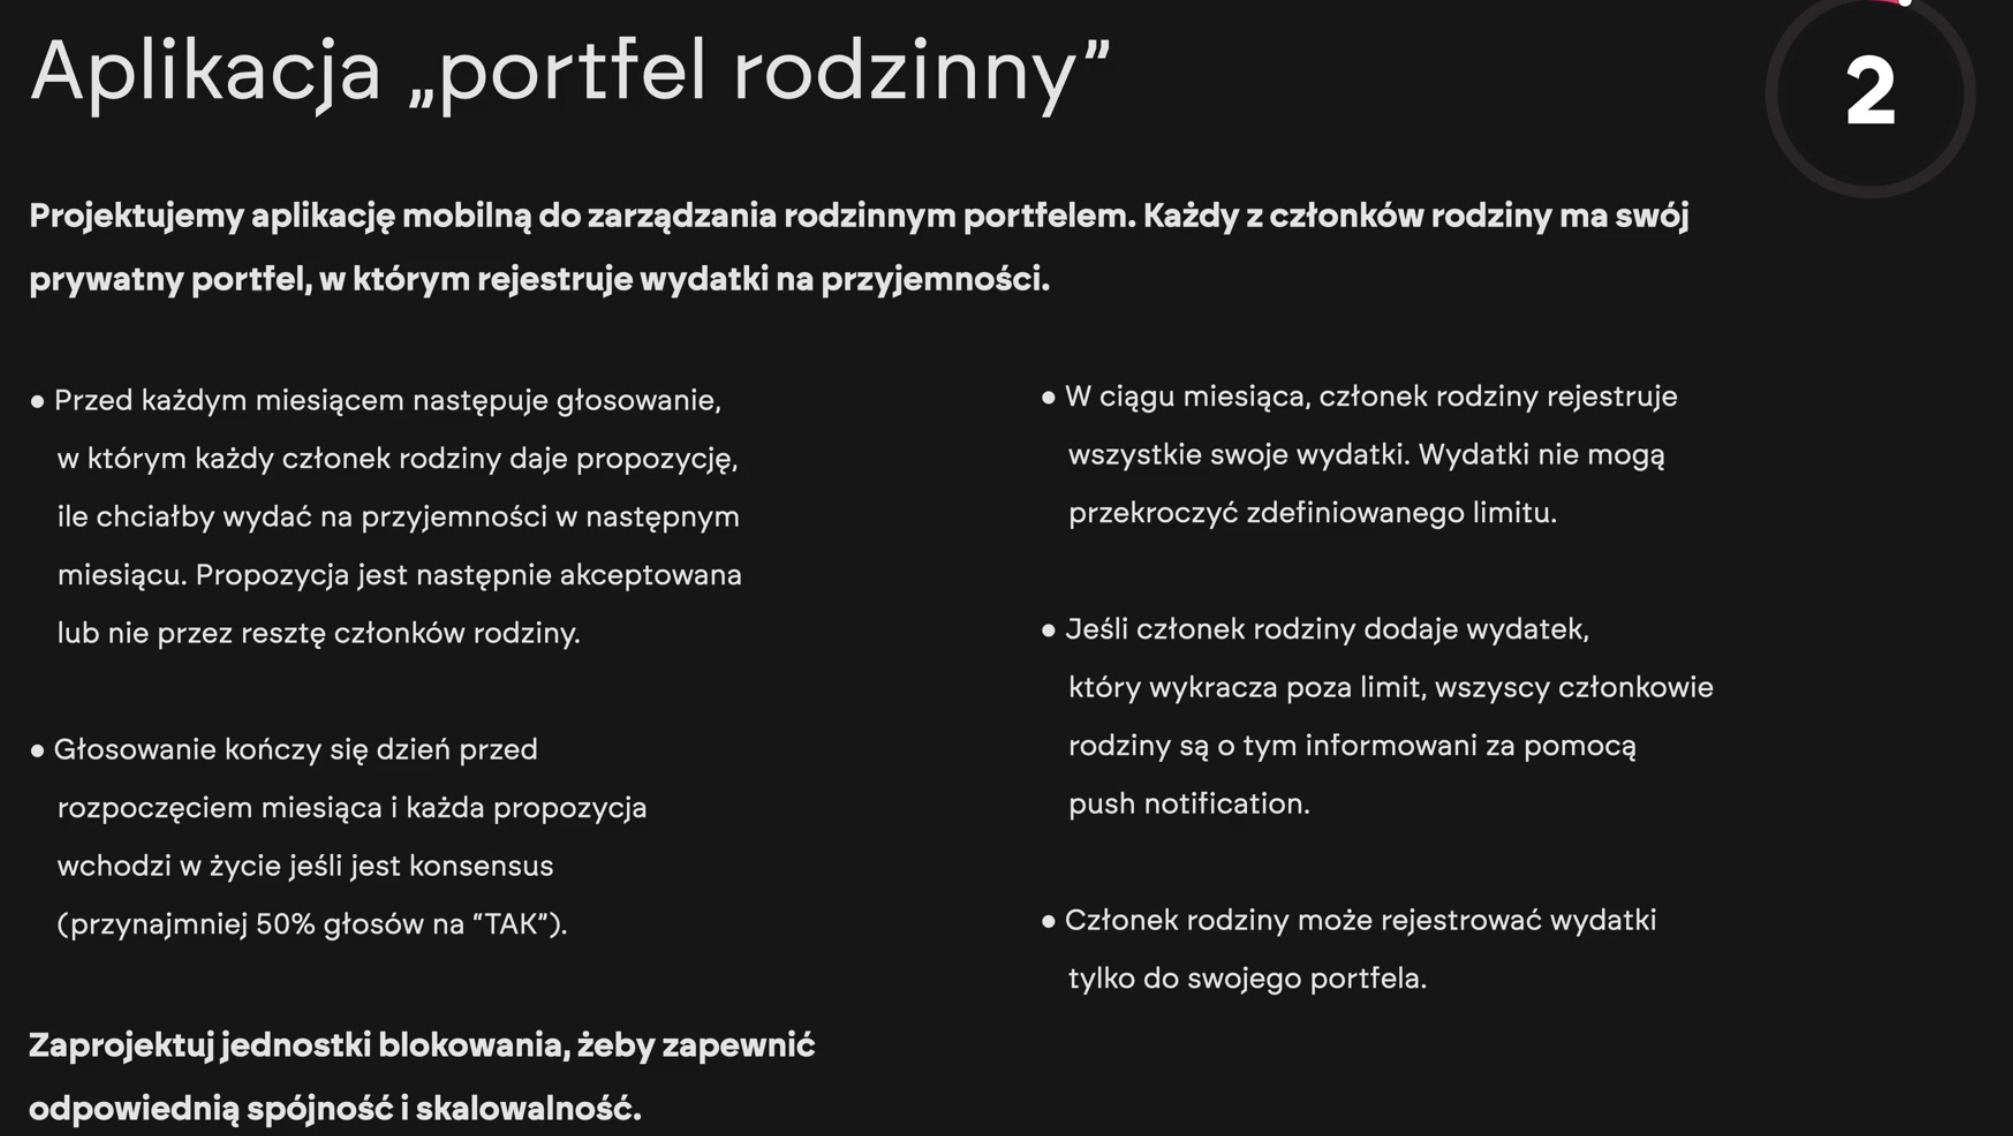 Aplikacja „portfel rodzinny”
2
Projektujemy aplikację mobilną do zarządzania rodzinnym portfelem. Każdy z członków rodziny ma swój
prywatny portfel, w którym rejestruje wydatki na przyjemności.
● Przed każdym miesiącem następuje głosowanie,
w którym każdy członek rodziny daje propozycję,
ile chciałby wydać na przyjemności w następnym
miesiącu. Propozycja jest następnie akceptowana
lub nie przez resztę członków rodziny.
● Głosowanie kończy się dzień przed
rozpoczęciem miesiąca i każda propozycja
wchodzi w życie jeśli jest konsensus
(przynajmniej 50% głosów na “TAK”).
● W ciągu miesiąca, członek rodziny rejestruje
wszystkie swoje wydatki. Wydatki nie mogą
przekroczyć zdefiniowanego limitu.
● Jeśli członek rodziny dodaje wydatek,
który wykracza poza limit, wszyscy członkowie
rodziny są o tym informowani za pomocą
push notification.
● Członek rodziny może rejestrować wydatki
tylko do swojego portfela.
Zaprojektuj jednostki blokowania, żeby zapewnić
odpowiednią spójność i skalowalność.